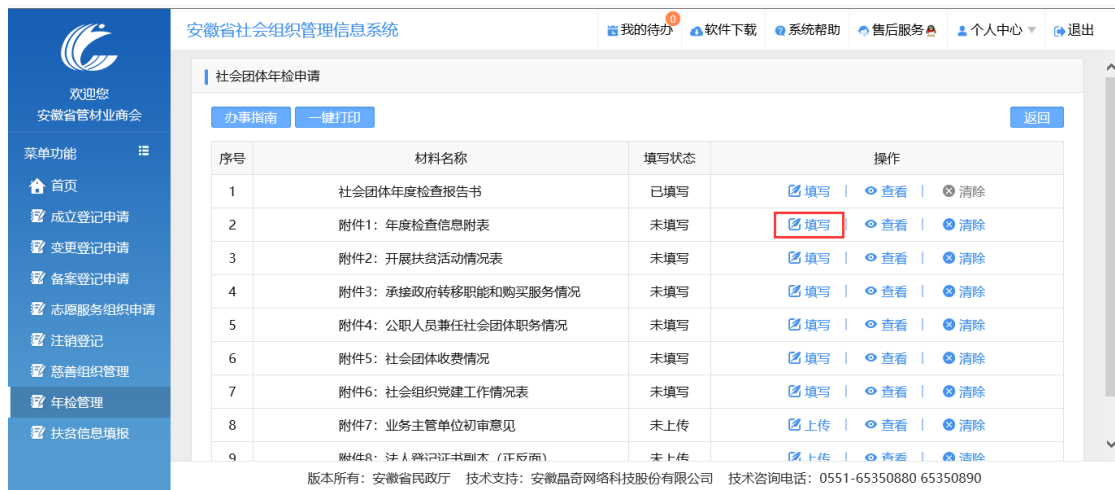 安徽省社会组织管理信息系统 我的待办 0 软件下载 系统帮助 售后服务 个人中心 退出
欢迎您
安徽省管材业商会
菜单功能
首页
成立登记申请
变更登记申请
备案登记申请
志愿服务组织申请
注销登记
慈善组织管理
年检管理
扶贫信息填报
社会团体年检申请
办事指南 一键打印 返回
序号 材料名称 填写状态 操作
1 社会团体年度检查报告书 已填写 填写 | 查看 | 清除
2 附件1：年度检查信息附表 未填写 填写 | 查看 | 清除
3 附件2：开展扶贫活动情况表 未填写 填写 | 查看 | 清除
4 附件3：承接政府转移职能和购买服务情况 未填写 填写 | 查看 | 清除
5 附件4：公职人员兼任社会团体职务情况 未填写 填写 | 查看 | 清除
6 附件5：社会团体收费情况 未填写 填写 | 查看 | 清除
7 附件6：社会组织党建工作情况表 未填写 填写 | 查看 | 清除
8 附件7：业务主管单位初审意见 未上传 上传 | 查看 | 清除
9 附件8：法人登记证书副本（正反面） 未上传 上传 | 查看 | 清除
版本所有：安徽省民政厅 技术支持：安徽晶奇网络科技股份有限公司 技术咨询电话：0551-65350880 65350890